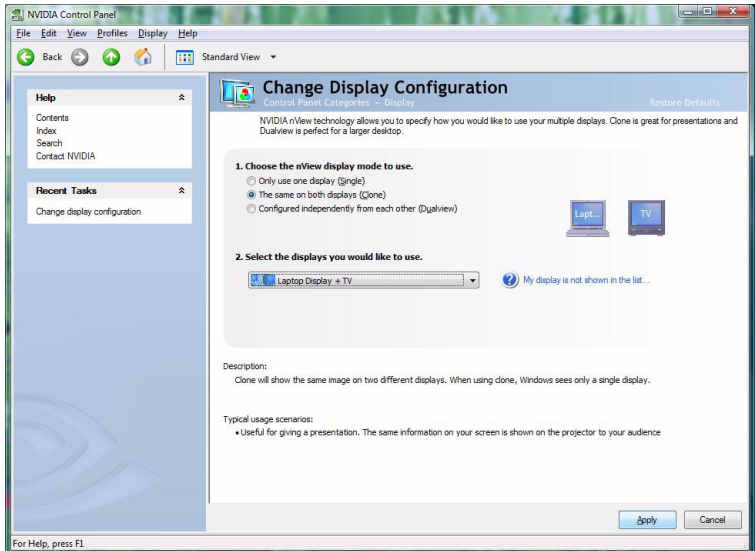 NVIDIA Control Panel
File Edit View Profiles Display Help
Back Standard View
Help
Contents
Index
Search
Contact NVIDIA
Recent Tasks
Change display configuration
Change Display Configuration
Control Panel Categories - Display Restore Defaults
NVIDIA nView technology allows you to specify how you would like to use your multiple displays. Clone is great for presentations and
Dualview is perfect for a larger desktop.
1. Choose the nView display mode to use.
Only use one display (Single)
The same on both displays (Clone)
Configured independently from each other (Dualview)
Lapt... TV
2. Select the displays you would like to use.
Laptop Display + TV
My display is not shown in the list...
Description:
Clone will show the same image on two different displays. When using clone, Windows sees only a single display.
Typical usage scenarios:
• Useful for giving a presentation. The same information on your screen is shown on the projector to your audience
Apply Cancel
For Help, press F1